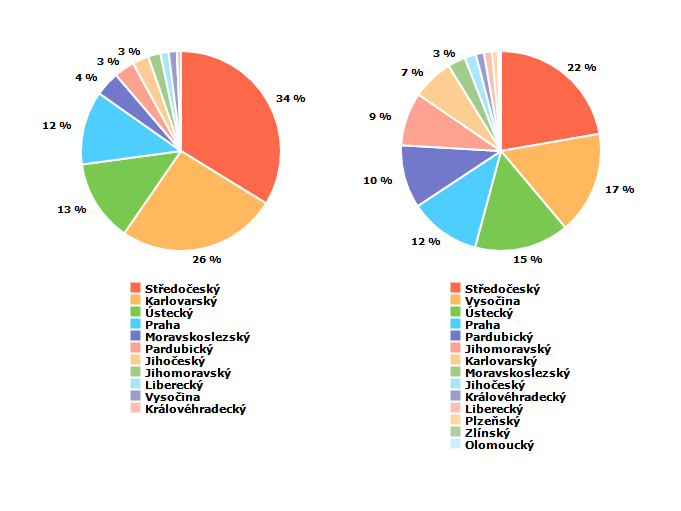 34 %
26 %
13 %
12 %
4 %
3 %
3 %
Středočeský
Karlovarský
Ústecký
Praha
Moravskoslezský
Pardubický
Jihočeský
Jihomoravský
Liberecký
Vysočina
Královéhradecký
22 %
17 %
15 %
12 %
10 %
9 %
7 %
3 %
Středočeský
Vysočina
Ústecký
Praha
Pardubický
Jihomoravský
Karlovarský
Moravskoslezský
Jihočeský
Královéhradecký
Liberecký
Plzeňský
Zlínský
Olomoucký